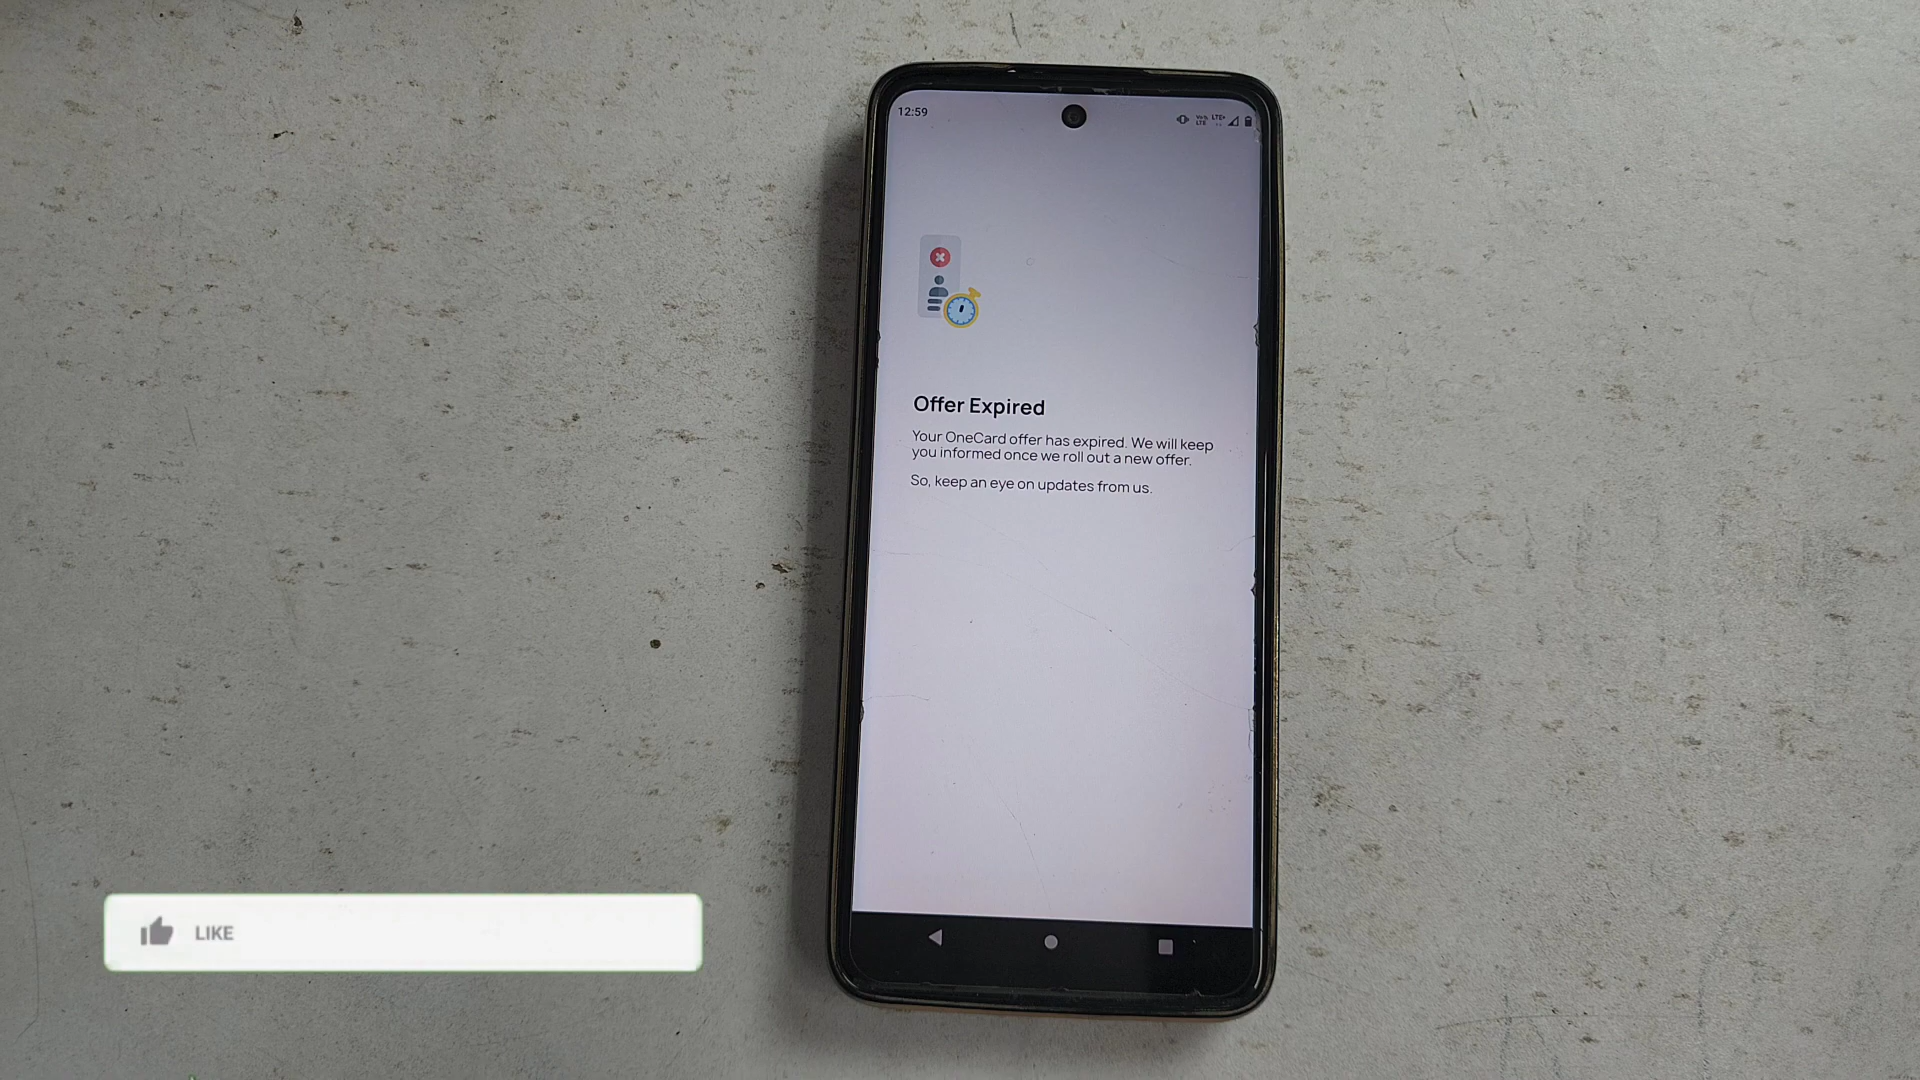 12:59
Offer Expired
Your OneCard offer has expired. We will keep
you informed once we roll out a new offer.
So, keep an eye on updates from us.
LIKE